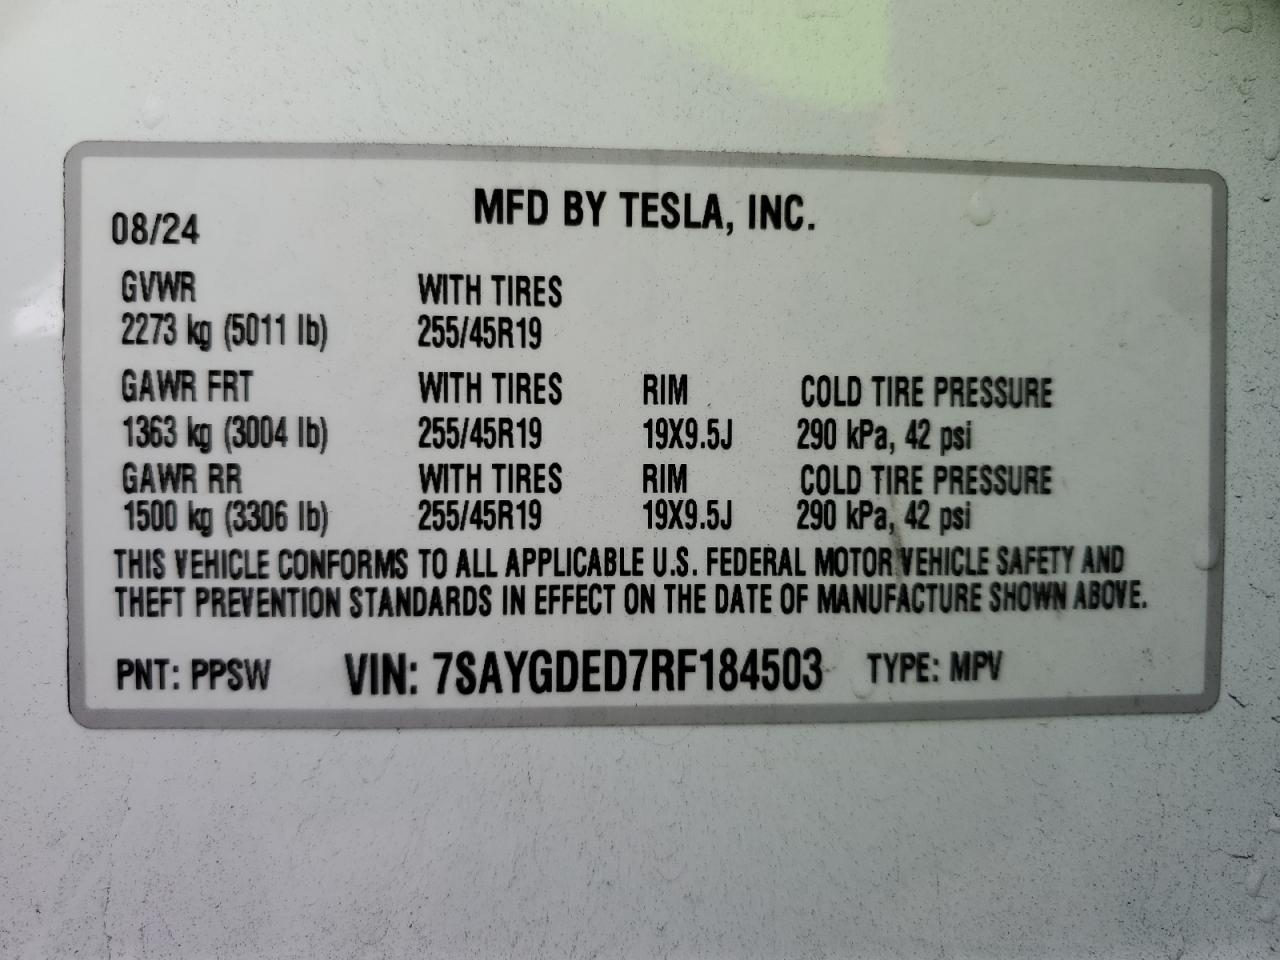 MFD BY TESLA, INC.
08/24
GVWR WITH TIRES
2273 kg (5011 lb) 255/45R19
GAWR FRT WITH TIRES RIM COLD TIRE PRESSURE
1363 kg (3004 lb) 255/45R19 19X9.5J 290 kPa, 42 psi
GAWR RR WITH TIRES RIM COLD TIRE PRESSURE
1500 kg (3306 lb) 255/45R19 19X9.5J 290 kPa, 42 psi
THIS VEHICLE CONFORMS TO ALL APPLICABLE U.S. FEDERAL MOTOR VEHICLE SAFETY AND
THEFT PREVENTION STANDARDS IN EFFECT ON THE DATE OF MANUFACTURE SHOWN ABOVE.
PNT: PPSW VIN: 7SAYGDED7RF184503 TYPE: MPV